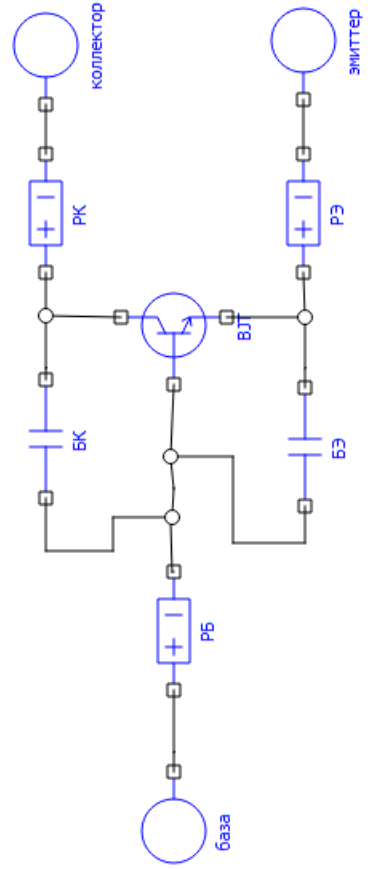 коллектор
эмиттер
РК
РЭ
+ −
+ −
BJT
БК
БЭ
РБ
+ −
база